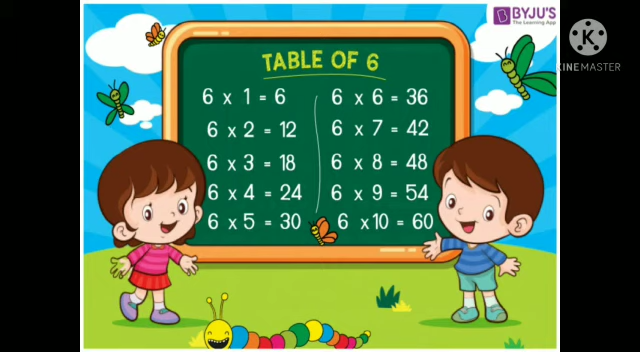 BYJU'S
The Learning App
KINEMASTER
TABLE OF 6
6 x 1 = 6
6 x 2 = 12
6 x 3 = 18
6 x 4 = 24
6 x 5 = 30
6 x 6 = 36
6 x 7 = 42
6 x 8 = 48
6 x 9 = 54
6 x10 = 60